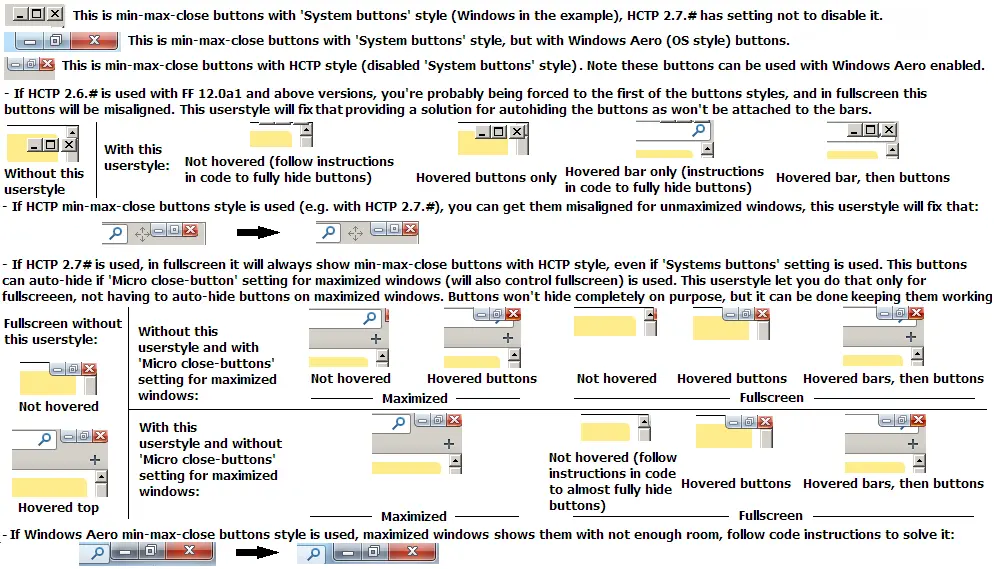 This is min-max-close buttons with 'System buttons' style (Windows in the example), HCTP 2.7.# has setting not to disable it.
This is min-max-close buttons with 'System buttons' style, but with Windows Aero (OS style) buttons.
This is min-max-close buttons with HCTP style (disabled 'System buttons' style). Note these buttons can be used with Windows Aero enabled.
- If HCTP 2.6.# is used with FF 12.0a1 and above versions, you're probably being forced to the first of the buttons styles, and in fullscreen this
buttons will be misaligned. This userstyle will fix that providing a solution for autohiding the buttons as won't be attached to the bars.
Without this
userstyle
With this
userstyle:
Not hovered (follow instructions
in code to fully hide buttons)
Hovered buttons only
Hovered bar only (instructions
in code to fully hide buttons)
Hovered bar, then buttons
- If HCTP min-max-close buttons style is used (e.g. with HCTP 2.7.#), you can get them misaligned for unmaximized windows, this userstyle will fix that:
- If HCTP 2.7# is used, in fullscreen it will always show min-max-close buttons with HCTP style, even if 'Systems buttons' setting is used. This buttons
can auto-hide if 'Micro close-button' setting for maximized windows (will also control fullscreen) is used. This userstyle let you do that only for
fullscreeen, not having to auto-hide buttons on maximized windows. Buttons won't hide completely on purpose, but it can be done keeping them working
Fullscreen without
this userstyle:
Not hovered
Hovered top
Without this
userstyle and with
'Micro close-buttons'
setting for maximized
windows:
Not hovered
Hovered buttons
Maximized
Not hovered
Hovered buttons
Hovered bars, then buttons
Fullscreen
With this
userstyle and without
'Micro close-buttons'
setting for maximized
windows:
Maximized
Not hovered (follow
instructions in code
to almost fully hide
buttons)
Hovered buttons
Hovered bars, then buttons
Fullscreen
- If Windows Aero min-max-close buttons style is used, maximized windows shows them with not enough room, follow code instructions to solve it: